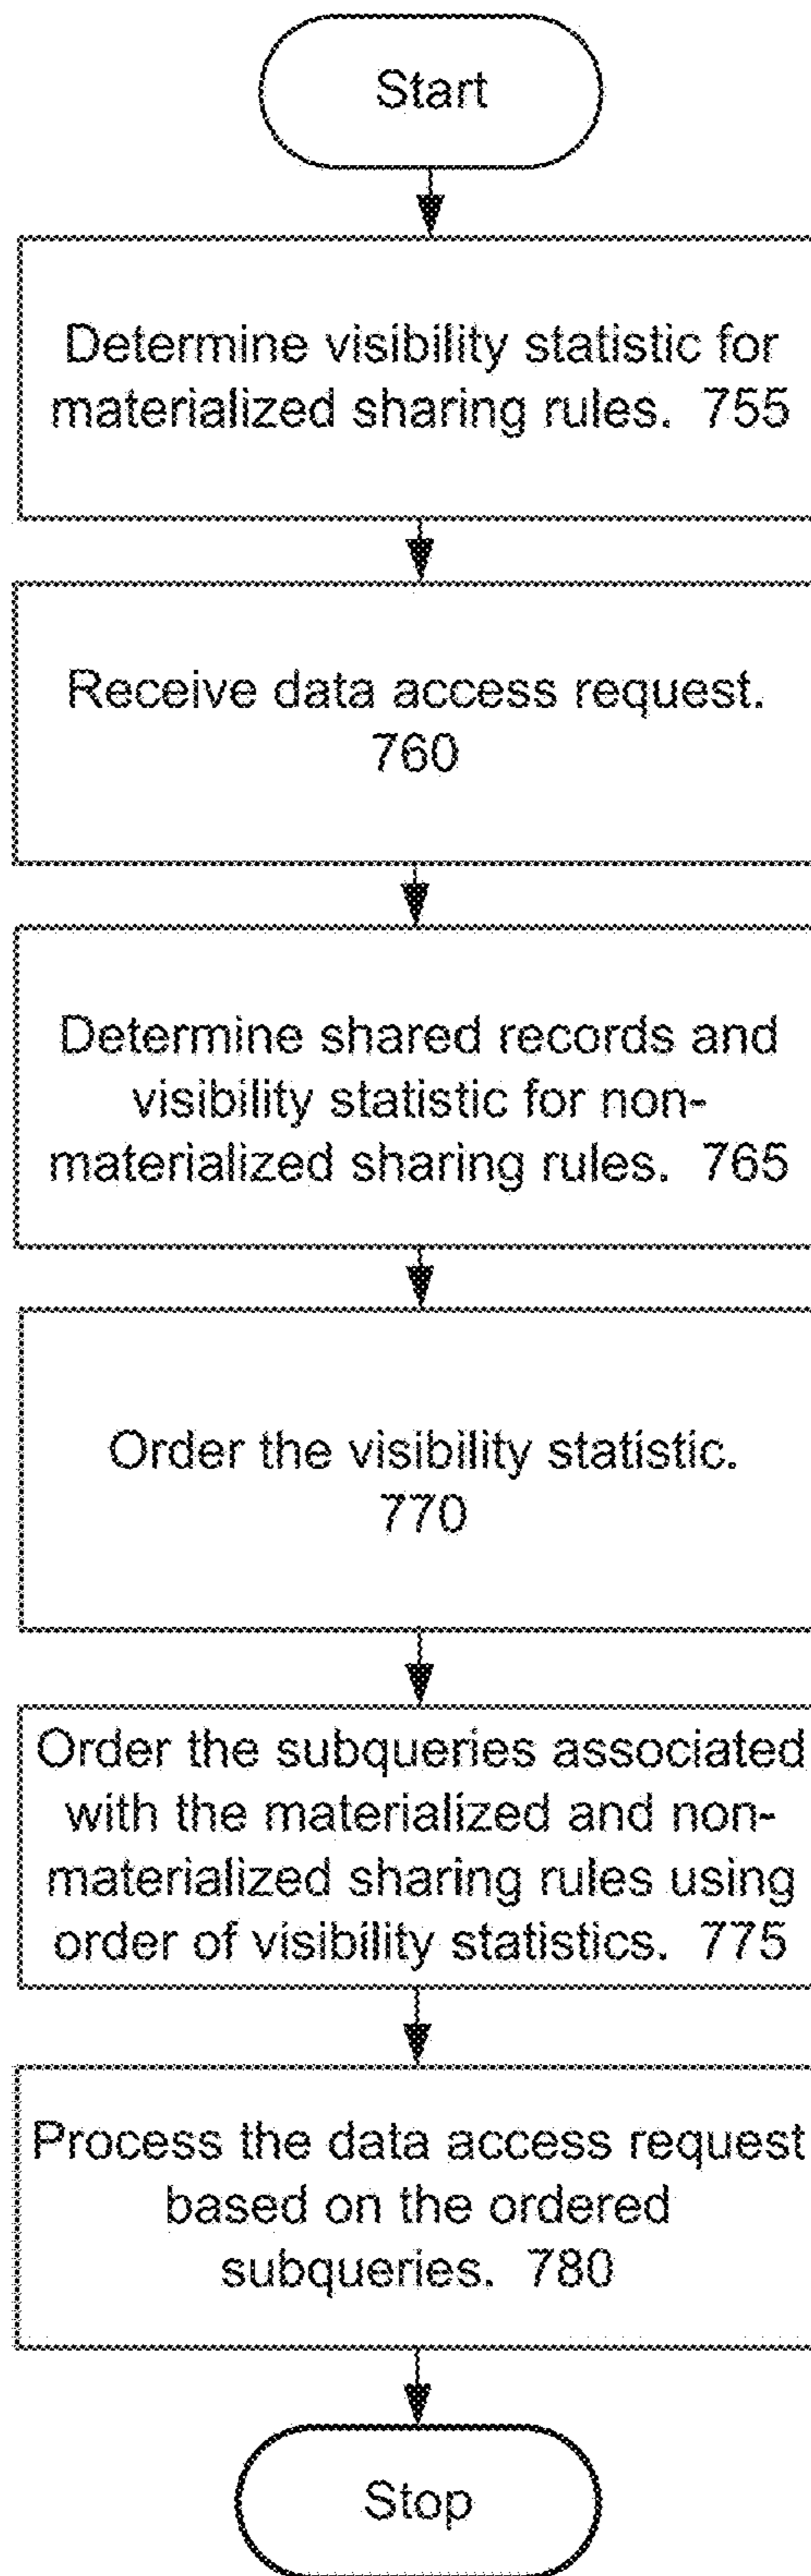 Start
Determine visibility statistic for
materialized sharing rules. 755
Receive data access request.
760
Determine shared records and
visibility statistic for non-
materialized sharing rules. 765
Order the visibility statistic.
770
Order the subqueries associated
with the materialized and non-
materialized sharing rules using
order of visibility statistics. 775
Process the data access request
based on the ordered
subqueries. 780
Stop